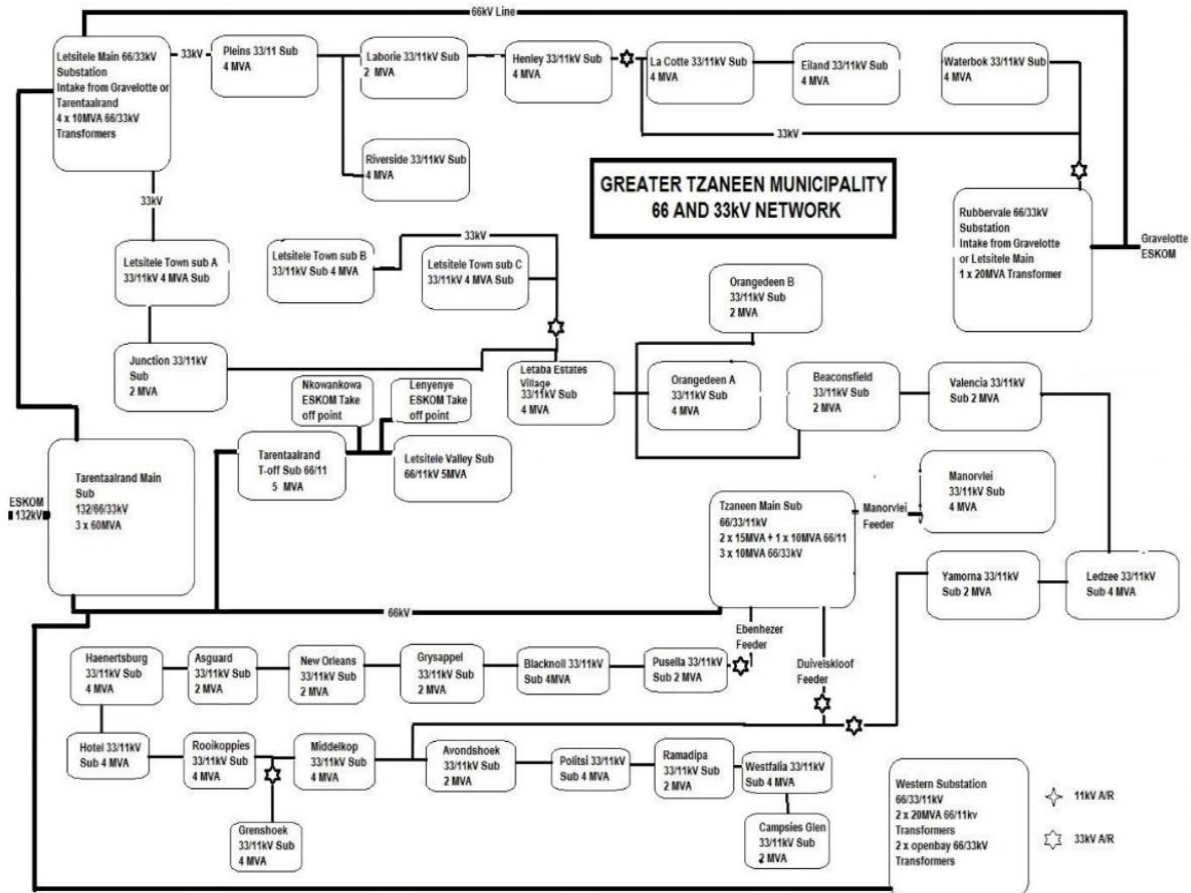 66kV Line
Letsitele Main 66/33kV
Substation
Intake from Gravelotte or
Tarentaalrand
4 x 10MVA 66/33kV
Transformers
33kV
Pleins 33/11 Sub
4 MVA
Laborie 33/11kV Sub
2 MVA
Henley 33/11kV Sub
4 MVA
La Cotte 33/11kV Sub
4 MVA
Eiland 33/11kV Sub
4 MVA
Waterbok 33/11kV Sub
4 MVA
33kV
Riverside 33/11kV Sub
4 MVA
GREATER TZANEEN MUNICIPALITY
66 AND 33kV NETWORK
33kV
Rubbervale 66/33kV
Substation
Intake from Gravelotte
or Letsitele Main
1 x 20MVA Transformer
Gravelotte
ESKOM
Letsitele Town sub A
33/11kV 4 MVA Sub
Letsitele Town sub B
33/11kV Sub 4 MVA
33kV
Letsitele Town sub C
33/11kV 4 MVA Sub
Orangedeen B
33/11kV Sub
2 MVA
Junction 33/11kV
Sub
2 MVA
Nkowankowa
ESKOM Take
off point
Lenyenye
ESKOM Take
off point
Letaba Estates
Village
33/11kV Sub
4 MVA
Orangedeen A
33/11kV Sub
4 MVA
Beaconsfield
33/11kV Sub
2 MVA
Valencia 33/11kV
Sub 2 MVA
Tarentaalrand
T-off Sub 66/11
5 MVA
Letsitele Valley Sub
66/11kV 5MVA
ESKOM
132kV
Tarentaalrand Main
Sub
132/66/33kV
3 x 60MVA
Tzaneen Main Sub
66/33/11kV
2 x 15MVA + 1 x 10MVA 66/11
3 x 10MVA 66/33kV
Manorvlei
Feeder
Manorvlei
33/11kV Sub
4 MVA
Yamorna 33/11kV
Sub 2 MVA
Ledzee 33/11kV
Sub 4 MVA
66kV
Ebenhezer
Feeder
Duivelskloof
Feeder
Haenertsburg
33/11kV Sub
4 MVA
Asguard
33/11kV Sub
2 MVA
New Orleans
33/11kV Sub
2 MVA
Grysappel
33/11kV Sub
2 MVA
Blacknoll 33/11kV
Sub 4MVA
Pusella 33/11kV
Sub 2 MVA
Hotel 33/11kV
Sub 4 MVA
Rooikoppies
33/11kV Sub
4 MVA
Middelkop
33/11kV Sub
4 MVA
Avondshoek
33/11kV Sub
2 MVA
Politsi 33/11kV
Sub 4 MVA
Ramadipa
33/11kV Sub
2 MVA
Westfalia 33/11kV
Sub 4 MVA
Grenshoek
33/11kV Sub
4 MVA
Campsies Glen
33/11kV Sub
2 MVA
Western Substation
66/33/11kV
2 x 20MVA 66/11kv
Transformers
2 x openbay 66/33kV
Transformers
11kV A/R
33kV A/R